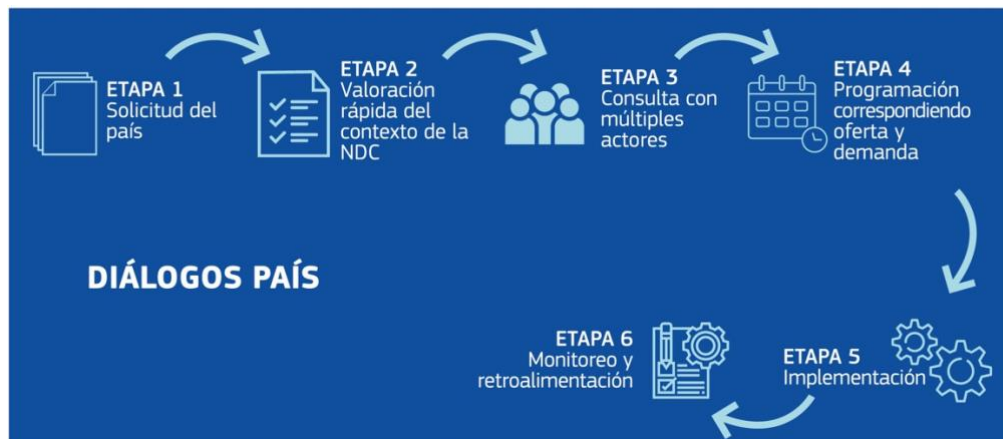 ETAPA 1
Solicitud del
país
ETAPA 2
Valoración
rápida del
contexto de la
NDC
ETAPA 3
Consulta con
múltiples
actores
ETAPA 4
Programación
correspondiendo
oferta y
demanda
DIÁLOGOS PAÍS
ETAPA 5
Implementación
ETAPA 6
Monitoreo y
retroalimentación